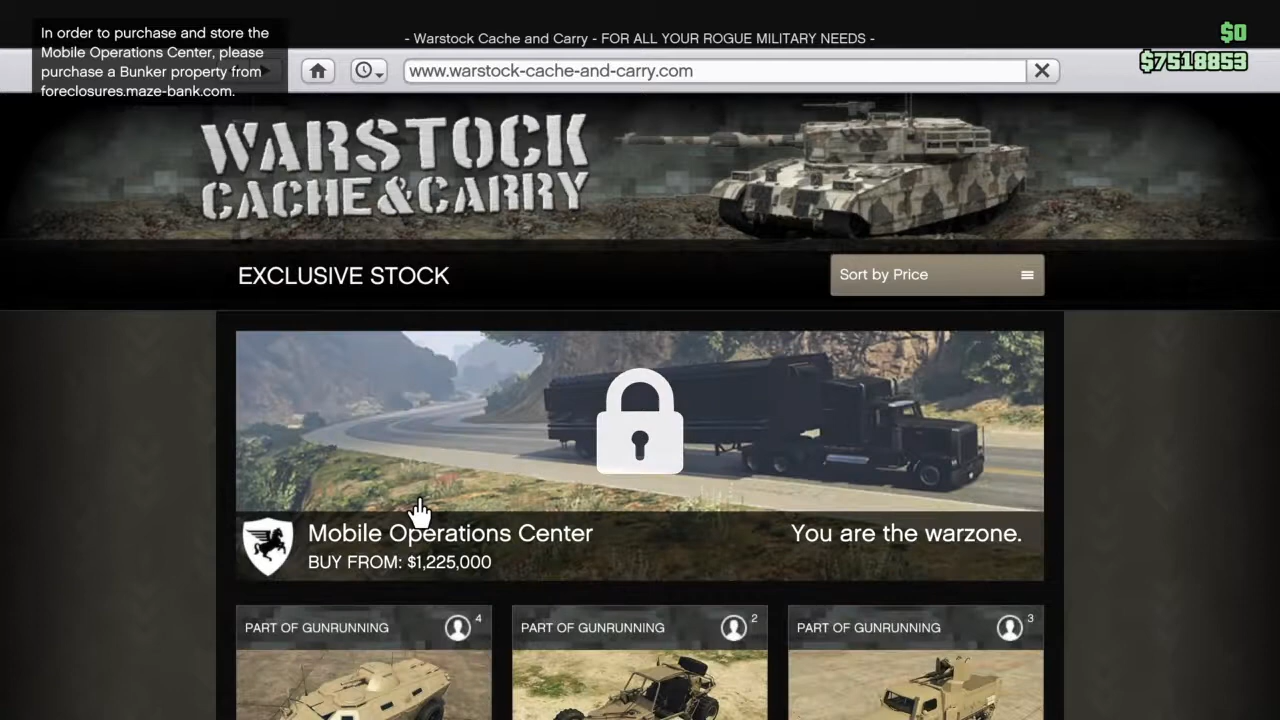 In order to purchase and store the
Mobile Operations Center, please
purchase a Bunker property from
foreclosures.maze-bank.com.
- Warstock Cache and Carry - FOR ALL YOUR ROGUE MILITARY NEEDS -
$0
$7518853
www.warstock-cache-and-carry.com
WARSTOCK
CACHE&CARRY
EXCLUSIVE STOCK
Sort by Price
Mobile Operations Center
You are the warzone.
BUY FROM: $1,225,000
PART OF GUNRUNNING 4
PART OF GUNRUNNING 2
PART OF GUNRUNNING 3